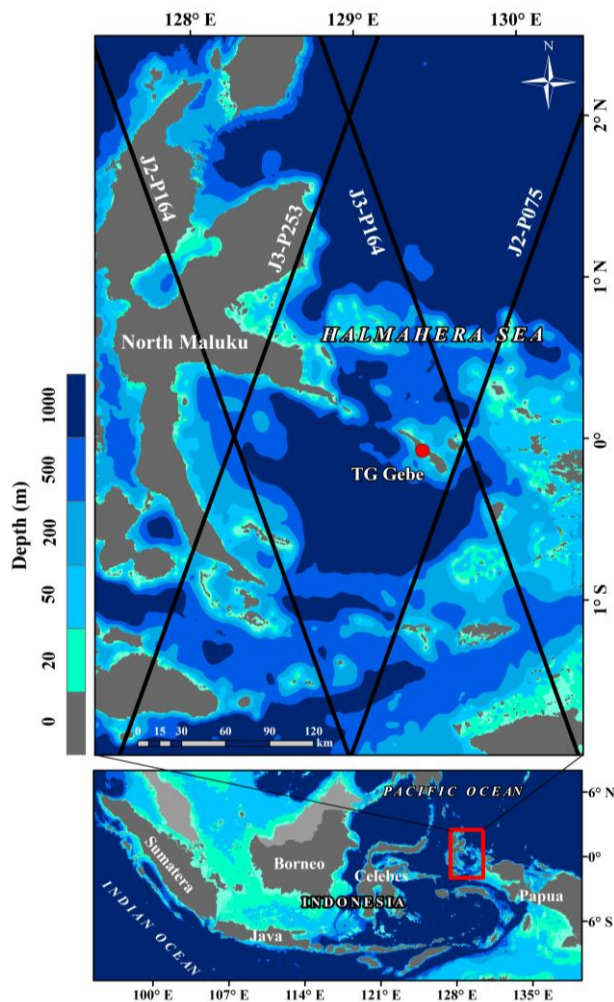 128° E
129° E
130° E
N
2° N
J2-P164
J3-P253
J3-P164
J2-P075
1° N
HALMAHERA SEA
North Maluku
0°
TG Gebe
1° S
Depth (m)
1000
500
200
50
20
0
0 15 30 60 90 120
km
PACIFIC OCEAN
6° N
Sumatera
Borneo
Celebes
0°
INDONESIA
Papua
INDIAN OCEAN
Java
6° S
100° E
107° E
114° E
121° E
128° E
135° E